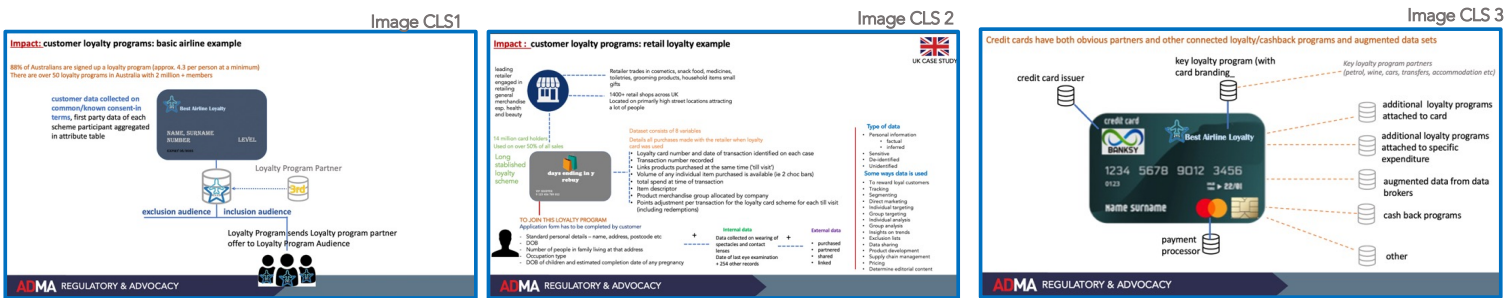 Image CLS1
Impact: customer loyalty programs: basic airline example
88% of Australians are signed up a loyalty program (approx. 4.3 per person at a minimum)
There are over 50 loyalty programs in Australia with 2 million + members
customer data collected on
common/known consent-in
terms, first party data of each
scheme participant aggregated
in attribute table
Best Airline Loyalty
NAME, SURNAME
NUMBER
LEVEL
Loyalty Program Partner
3rd
exclusion audience
inclusion audience
Loyalty Program sends Loyalty program partner
offer to Loyalty Program Audience
ADMA REGULATORY & ADVOCACY
Image CLS 2
Impact : customer loyalty programs: retail loyalty example
UK CASE STUDY
leading
retailer
engaged in
retailing
general
merchandise
esp. health
and beauty
Retailer trades in cosmetics, snack food, medicines,
toiletries, grooming products, household items small
gifts
1400+ retail shops across UK
Located on primarily high street locations attracting
a lot of people
14 million card holders
Used on over 50% of all sales
Long
established
loyalty
scheme
days ending in y
rebuy
Dataset consists of 8 variables
Details all purchases made with the retailer when loyalty
card was used
• Loyalty card number and date of transaction identified on each case
• Transaction number recorded
• Links products purchased at the same time ('till visit')
• Volume of any individual item purchased is available (ie 2 choc bars)
• total spend at time of transaction
• Item descriptor
• Product merchandise group allocated by company
• Points adjustment per transaction for the loyalty card scheme for each till visit
(including redemptions)
TO JOIN THIS LOYALTY PROGRAM
Application form has to be completed by customer
- Standard personal details – name, address, postcode etc
- DOB
- Number of people in family living at that address
- Occupation type
- DOB of children and estimated completion date of any pregnancy
+
Internal data
Data collected on wearing of
spectacles and contact
lenses
Date of last eye examination
+ 254 other records
+
External data
• purchased
• partnered
• shared
• linked
Type of data
• Personal information
• factual
• inferred
• Sensitive
• De-identified
• Unidentified
Some ways data is used
• To reward loyal customers
• Tracking
• Segmenting
• Direct marketing
• Individual targeting
• Group targeting
• Individual analysis
• Group analysis
• Insights on trends
• Exclusion lists
• Data sharing
• Product development
• Supply chain management
• Pricing
• Determine editorial content
ADMA REGULATORY & ADVOCACY
Image CLS 3
Credit cards have both obvious partners and other connected loyalty/cashback programs and augmented data sets
credit card issuer
key loyalty program (with
card branding_
Key loyalty program partners
(petrol, wine, cars, transfers, accommodation etc)
credit card
BANKSY
Best Airline Loyalty
1234 5678 9012 3456
0123
22/01
Name surname
payment
processor
additional loyalty programs
attached to card
additional loyalty programs
attached to specific
expenditure
augmented data from data
brokers
cash back programs
other
ADMA REGULATORY & ADVOCACY